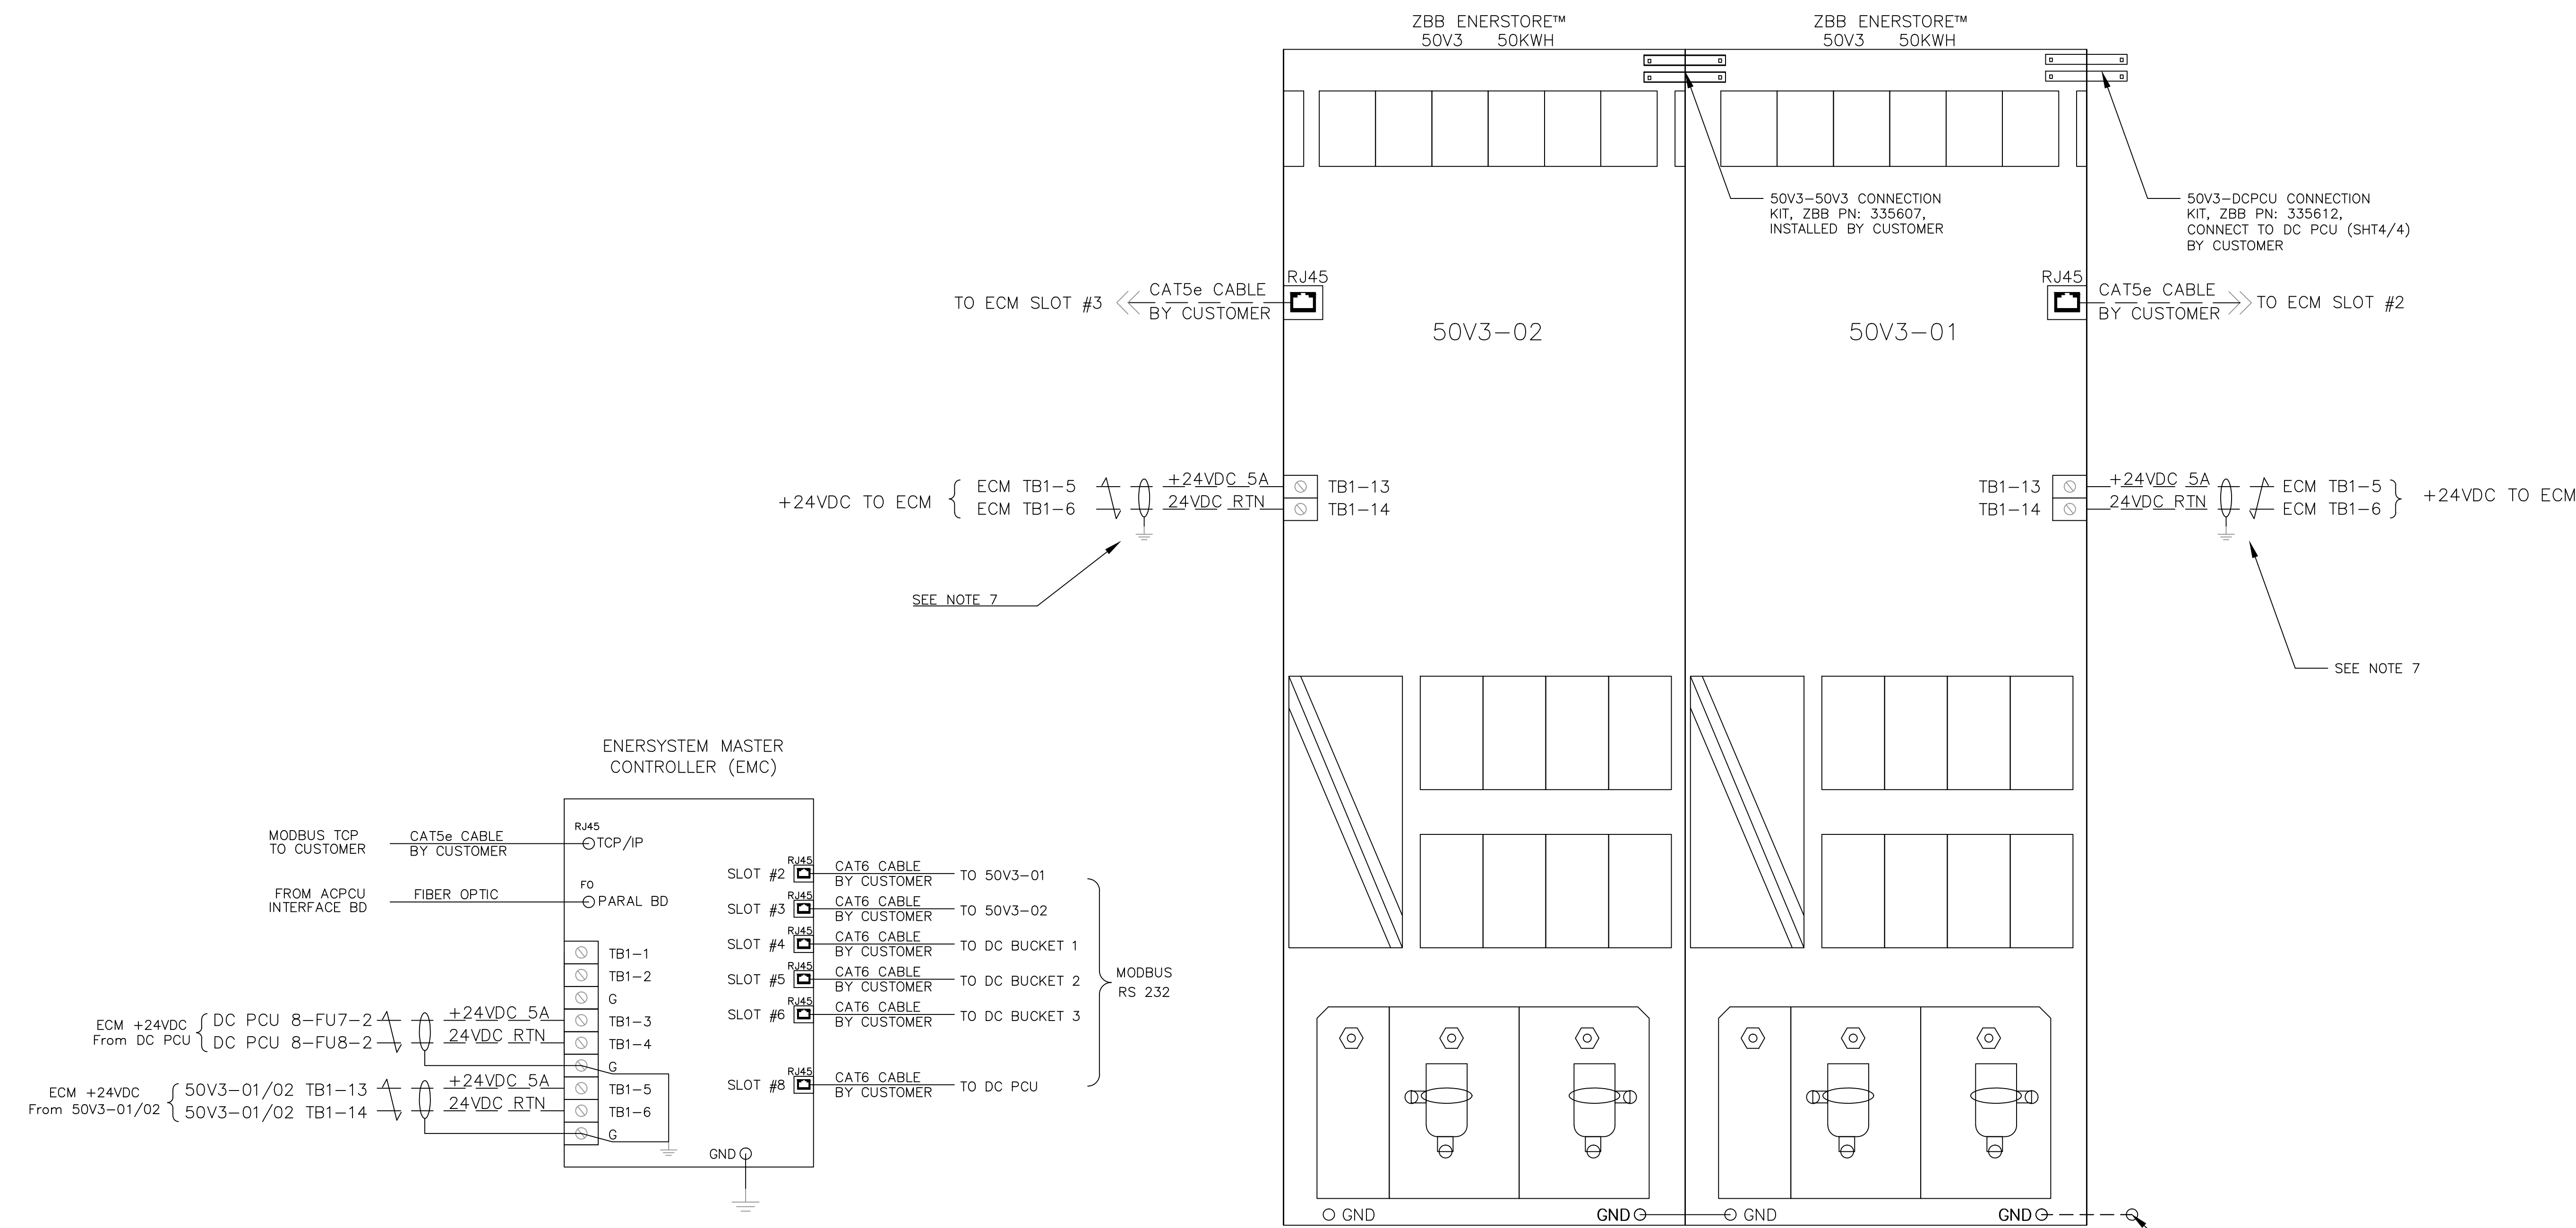 ZBB ENERSTORE™
50V3 50KWH
ZBB ENERSTORE™
50V3 50KWH
50V3-50V3 CONNECTION
KIT, ZBB PN: 335607,
INSTALLED BY CUSTOMER
50V3-DCPCU CONNECTION
KIT, ZBB PN: 335612,
CONNECT TO DC PCU (SHT4/4)
BY CUSTOMER
TO ECM SLOT #3
CAT5e CABLE
BY CUSTOMER
RJ45
50V3-02
RJ45
50V3-01
CAT5e CABLE
BY CUSTOMER
TO ECM SLOT #2
+24VDC TO ECM
ECM TB1-5
ECM TB1-6
+24VDC 5A
24VDC RTN
TB1-13
TB1-14
TB1-13
TB1-14
+24VDC 5A
24VDC RTN
ECM TB1-5
ECM TB1-6
+24VDC TO ECM
SEE NOTE 7
SEE NOTE 7
ENERSYSTEM MASTER
CONTROLLER (EMC)
MODBUS TCP
TO CUSTOMER
CAT5e CABLE
BY CUSTOMER
RJ45
TCP/IP
FROM ACPCU
INTERFACE BD
FIBER OPTIC
FO
PARAL BD
TB1-1
TB1-2
G
TB1-3
TB1-4
G
TB1-5
TB1-6
G
ECM +24VDC
From DC PCU
DC PCU 8-FU7-2
DC PCU 8-FU8-2
+24VDC 5A
24VDC RTN
ECM +24VDC
From 50V3-01/02
50V3-01/02 TB1-13
50V3-01/02 TB1-14
+24VDC 5A
24VDC RTN
SLOT #2
RJ45
CAT6 CABLE
BY CUSTOMER
TO 50V3-01
SLOT #3
RJ45
CAT6 CABLE
BY CUSTOMER
TO 50V3-02
SLOT #4
RJ45
CAT6 CABLE
BY CUSTOMER
TO DC BUCKET 1
SLOT #5
RJ45
CAT6 CABLE
BY CUSTOMER
TO DC BUCKET 2
SLOT #6
RJ45
CAT6 CABLE
BY CUSTOMER
TO DC BUCKET 3
SLOT #8
RJ45
CAT6 CABLE
BY CUSTOMER
TO DC PCU
MODBUS
RS 232
GND
GND
GND
GND
GND